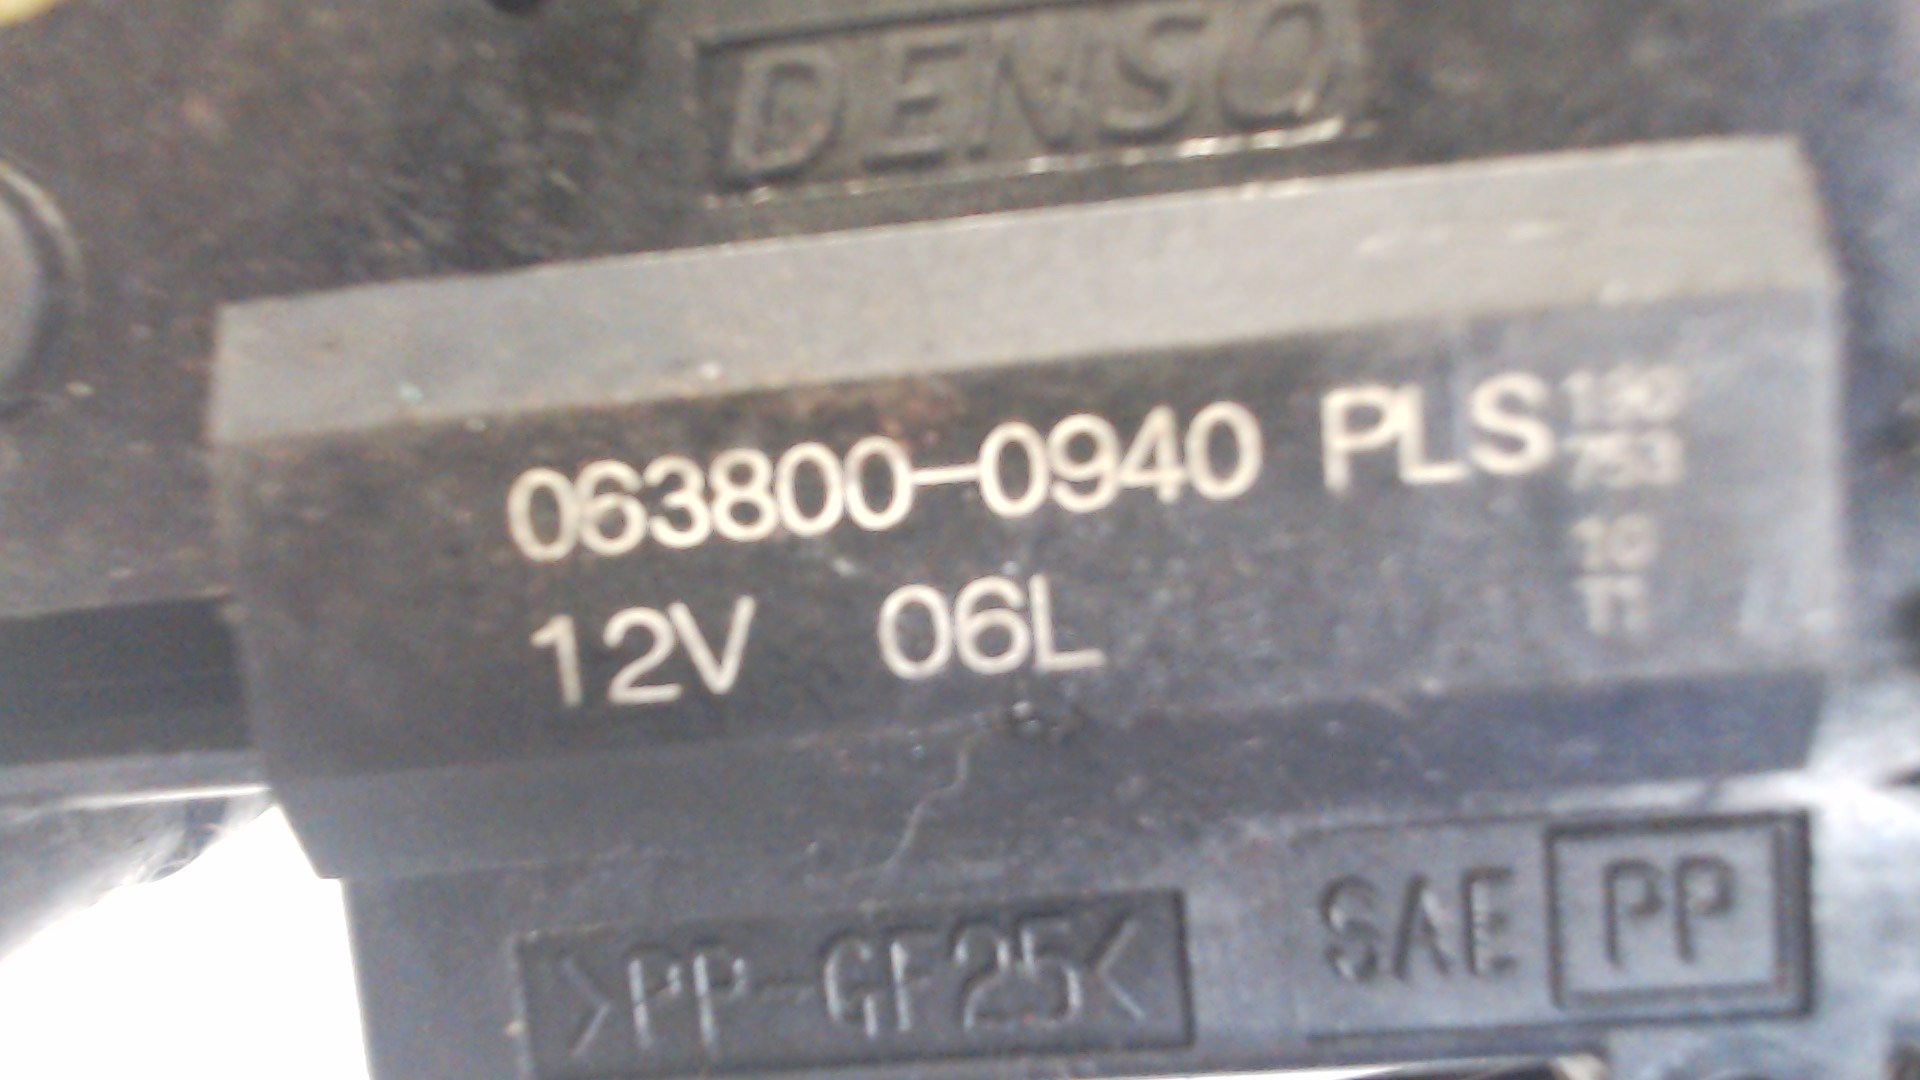 DENSO
063800-0940 PLS
12V 06L
>PP-GF25<
SAE PP